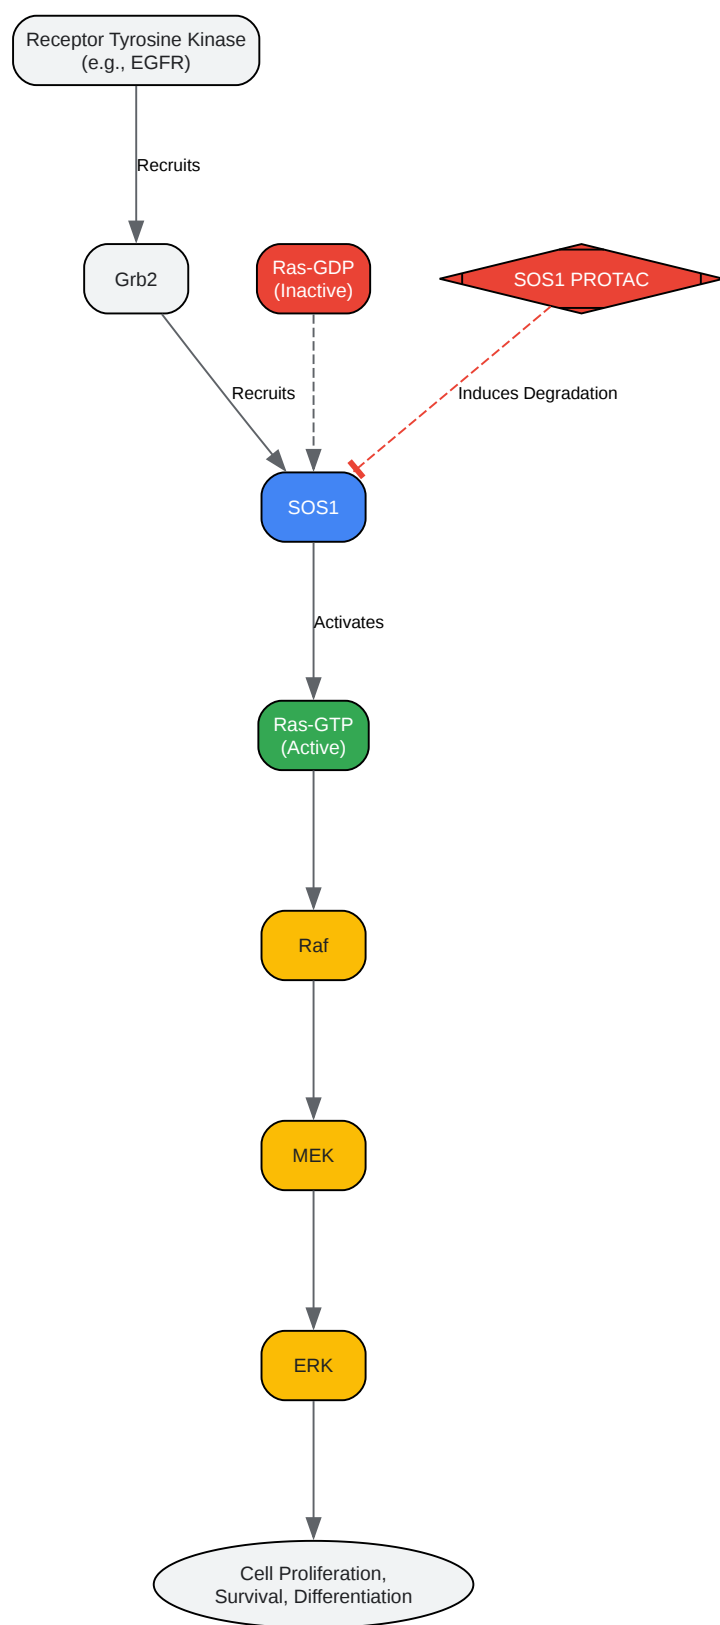 Receptor Tyrosine Kinase
(e.g., EGFR)
Recruits
Grb2
Ras-GDP
(Inactive)
SOS1 PROTAC
Recruits
Induces Degradation
SOS1
Activates
Ras-GTP
(Active)
Raf
MEK
ERK
Cell Proliferation,
Survival, Differentiation